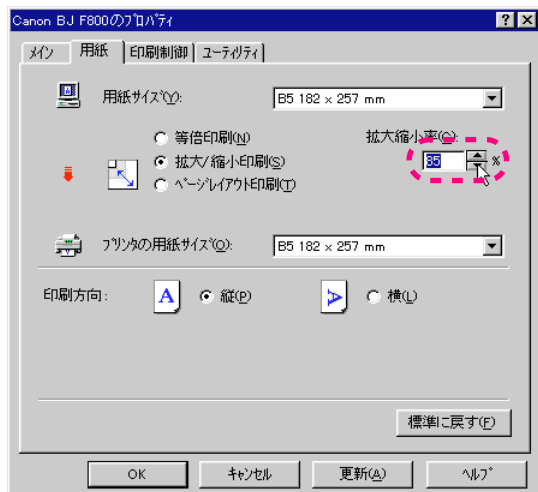 Canon BJ F800のﾌﾟﾛﾊﾟﾃｨ
ﾒｲﾝ 用紙 印刷制御 ﾕｰﾃｨﾘﾃｨ
用紙ｻｲｽﾞ(Y): B5 182 x 257 mm
等倍印刷(N) 拡大縮小率(C):
拡大/縮小印刷(S) 85 %
ﾍﾟｰｼﾞﾚｲｱｳﾄ印刷(T)
ﾌﾟﾘﾝﾀの用紙ｻｲｽﾞ(O): B5 182 x 257 mm
印刷方向: A 縦(P) A 横(L)
標準に戻す(F)
OK ｷｬﾝｾﾙ 更新(A) ﾍﾙﾌﾟ